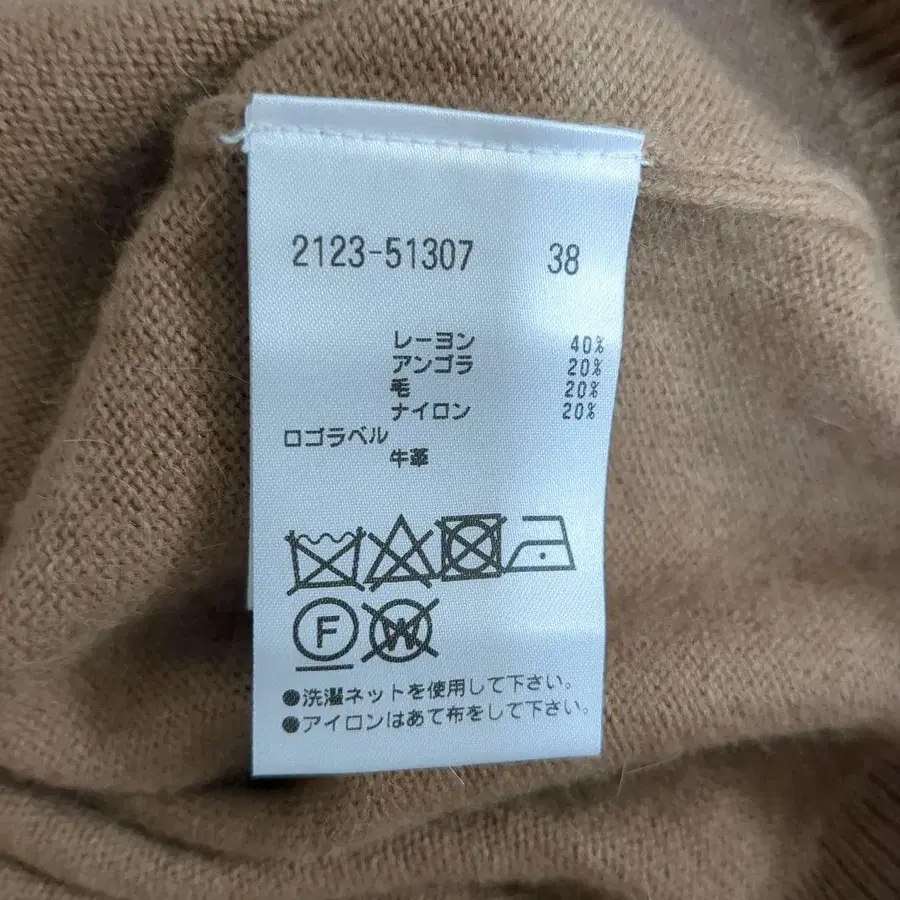 2123-51307 38
レーヨン 40%
アンゴラ 20%
毛 20%
ナイロン 20%
ロゴラベル
牛革
F W
●洗濯ネットを使用して下さい。
●アイロンはあて布をして下さい。